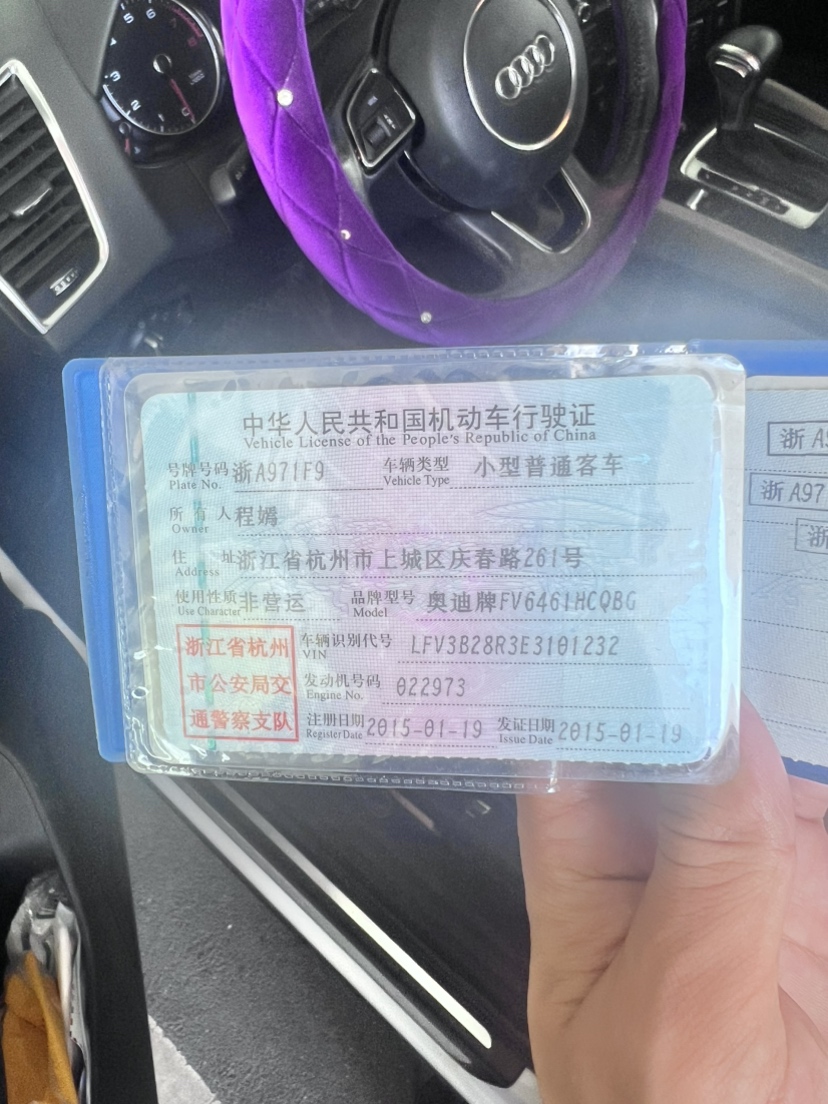 中华人民共和国机动车行驶证
Vehicle License of the People's Republic of China
号牌号码 浙A971F9 车辆类型 小型普通客车
Plate No. Vehicle Type
所有人 程婿
Owner
住址 浙江省杭州市上城区庆春路261号
Address
使用性质 非营运 品牌型号 奥迪牌FV6461HCQBG
Use Character Model
浙江省杭州
市公安局交
通警察支队
车辆识别代号 LFV3B28R3E3101232
VIN
发动机号码 022973
Engine No.
注册日期 2015-01-19 发证日期 2015-01-19
Register Date Issue Date
浙A9
浙A97
浙